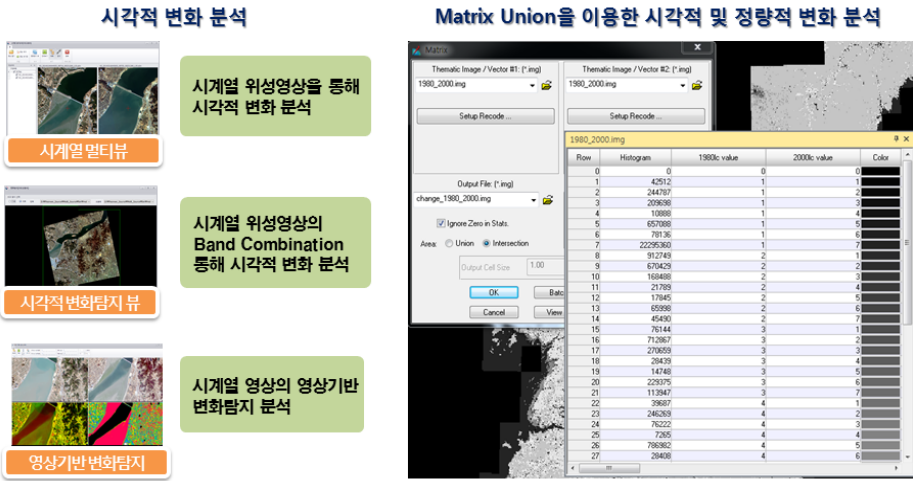 시각적 변화 분석
시계열 위성영상을 통해
시각적 변화 분석
시계열멀티뷰
시계열 위성영상의
Band Combination
통해 시각적 변화 분석
시각적변화탐지 뷰
시계열 영상의 영상기반
변화탐지 분석
영상기반변화탐지
Matrix Union을 이용한 시각적 및 정량적 변화 분석
Matrix
Thematic Image / Vector #1: (*.img)
Thematic Image / Vector #2: (*.img)
1980_2000.img
1980_2000.img
Setup Recode ...
Setup Recode ...
Output File: (*.img)
change_1980_2000.img
Ignore Zero in Stats.
Area: Union Intersection
Output Cell Size 1.00
OK Batc
Cancel View
1980_2000.img
Row Histogram 1980lc value 2000lc value Color
0 0 0 0
1 42512 1 1
2 244787 1 2
3 209698 1 3
4 10888 1 4
5 657088 1 5
6 78136 1 6
7 22295360 1 7
8 912749 2 1
9 670429 2 2
10 168488 2 3
11 21789 2 4
12 17845 2 5
13 65998 2 6
14 45490 2 7
15 76144 3 1
16 712867 3 2
17 270659 3 3
18 28439 3 4
19 14748 3 5
20 229375 3 6
21 113947 3 7
22 39687 4 1
23 246269 4 2
24 76222 4 3
25 7265 4 4
26 786982 4 5
27 28408 4 6